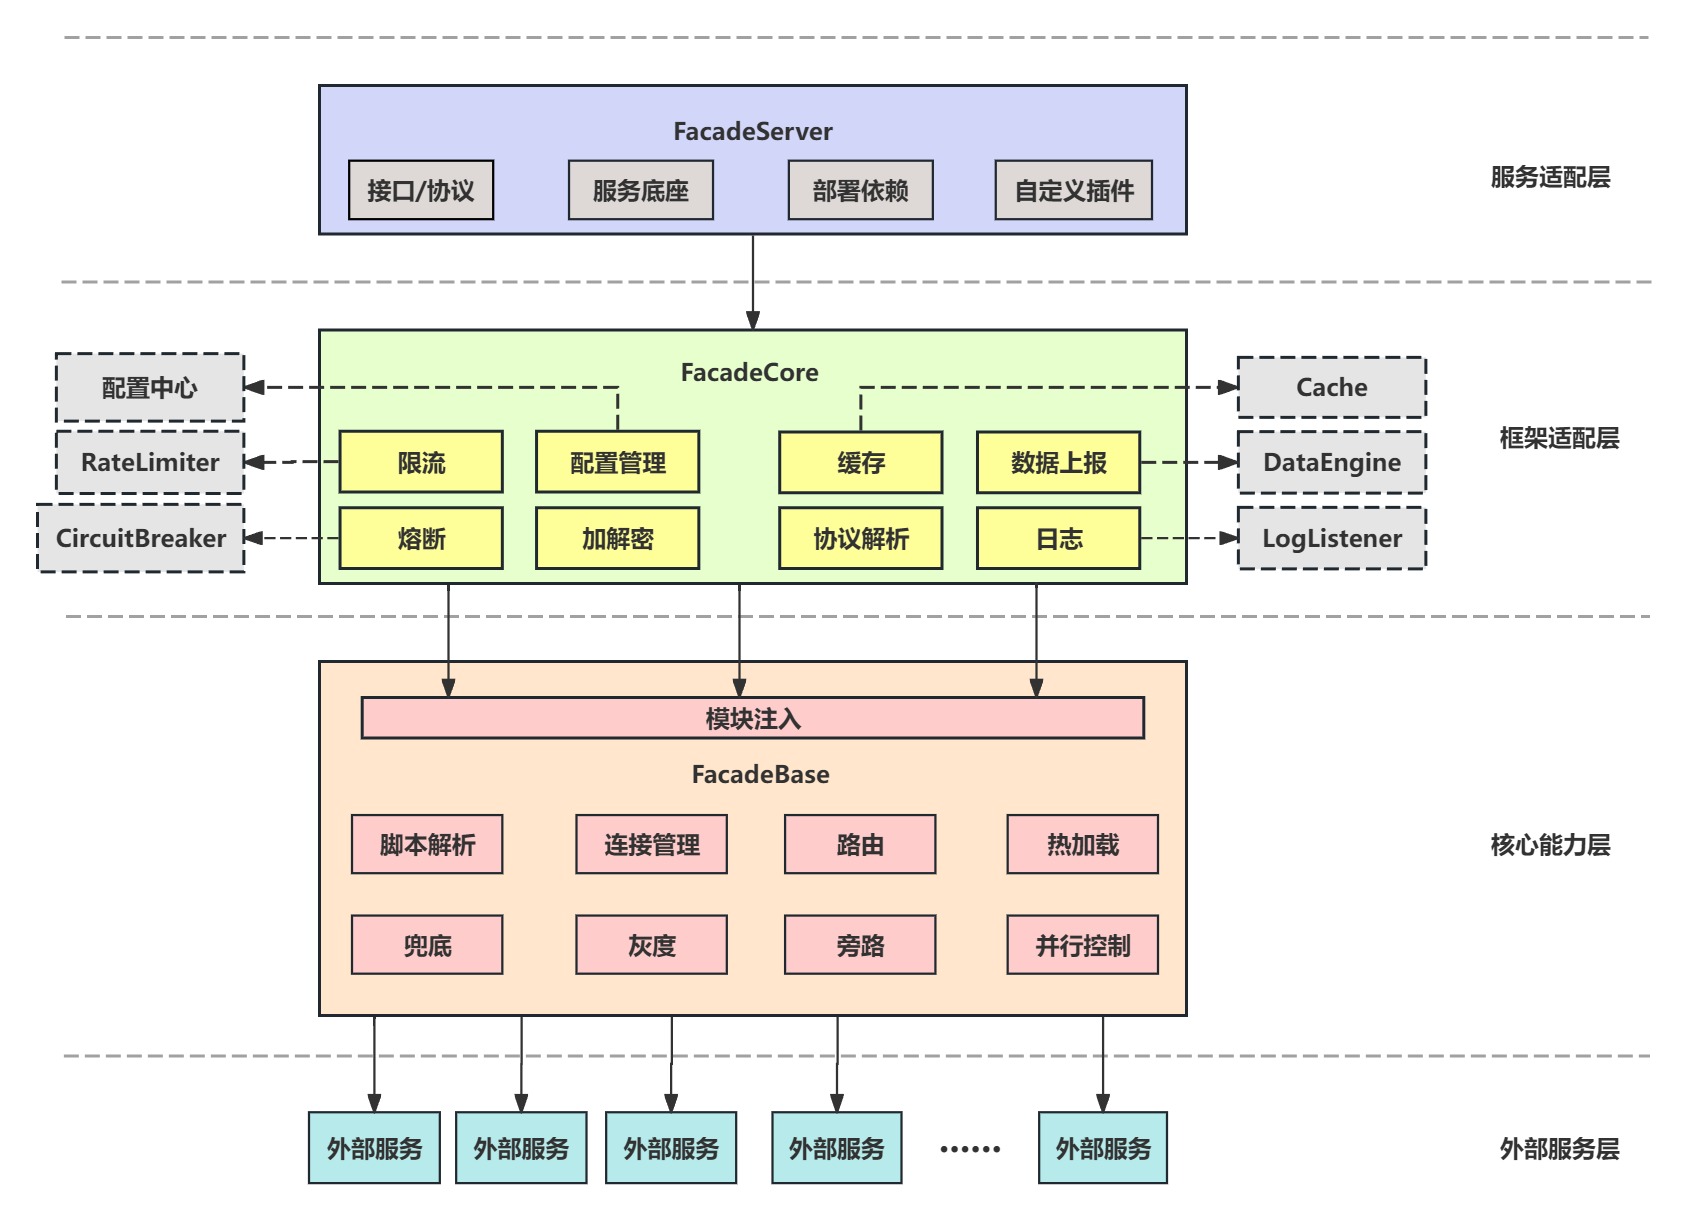 FacadeServer
接口/协议
服务底座
部署依赖
自定义插件
服务适配层
FacadeCore
配置中心
Cache
框架适配层
RateLimiter
限流
配置管理
缓存
数据上报
DataEngine
CircuitBreaker
熔断
加解密
协议解析
日志
LogListener
模块注入
FacadeBase
脚本解析
连接管理
路由
热加载
核心能力层
兜底
灰度
旁路
并行控制
外部服务
外部服务
外部服务
外部服务
······
外部服务
外部服务层